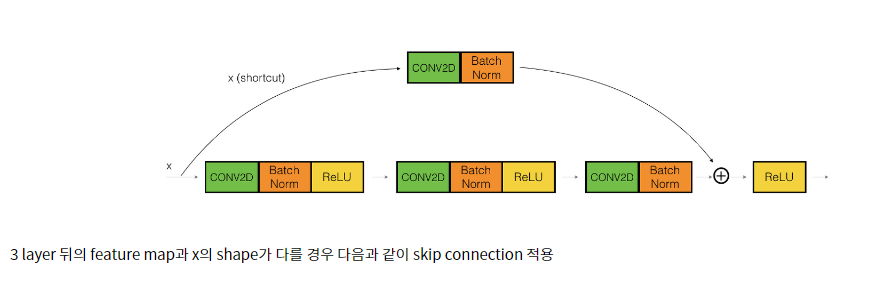 CONV2D
Batch
Norm
x (shortcut)
x
CONV2D
Batch
Norm
ReLU
CONV2D
Batch
Norm
ReLU
CONV2D
Batch
Norm
ReLU
3 layer 뒤의 feature map과 x의 shape가 다를 경우 다음과 같이 skip connection 적용